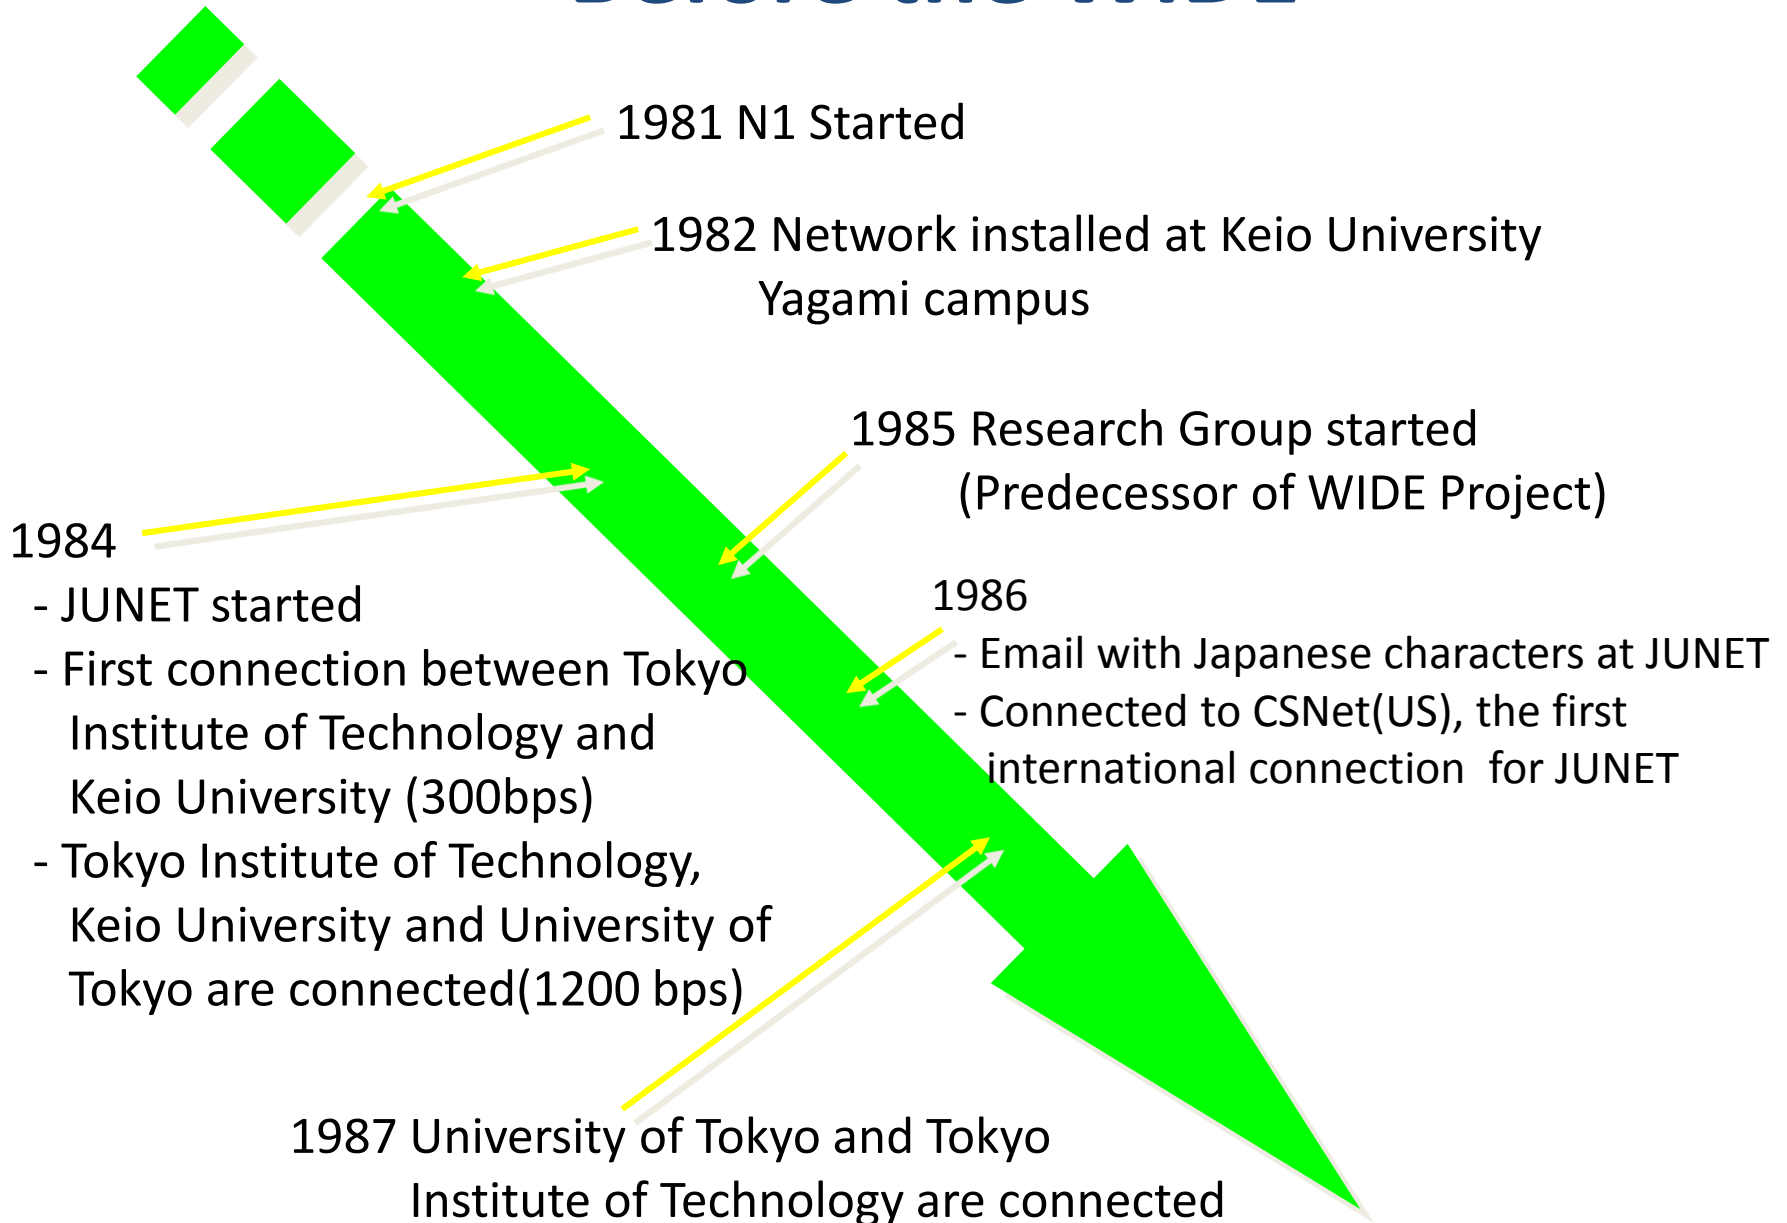 Before the WIDE
1981 N1 Started
1982 Network installed at Keio University
Yagami campus
1985 Research Group started
(Predecessor of WIDE Project)
1984
- JUNET started
- First connection between Tokyo
Institute of Technology and
Keio University (300bps)
- Tokyo Institute of Technology,
Keio University and University of
Tokyo are connected(1200 bps)
1986
- Email with Japanese characters at JUNET
- Connected to CSNet(US), the first
international connection for JUNET
1987 University of Tokyo and Tokyo
Institute of Technology are connected